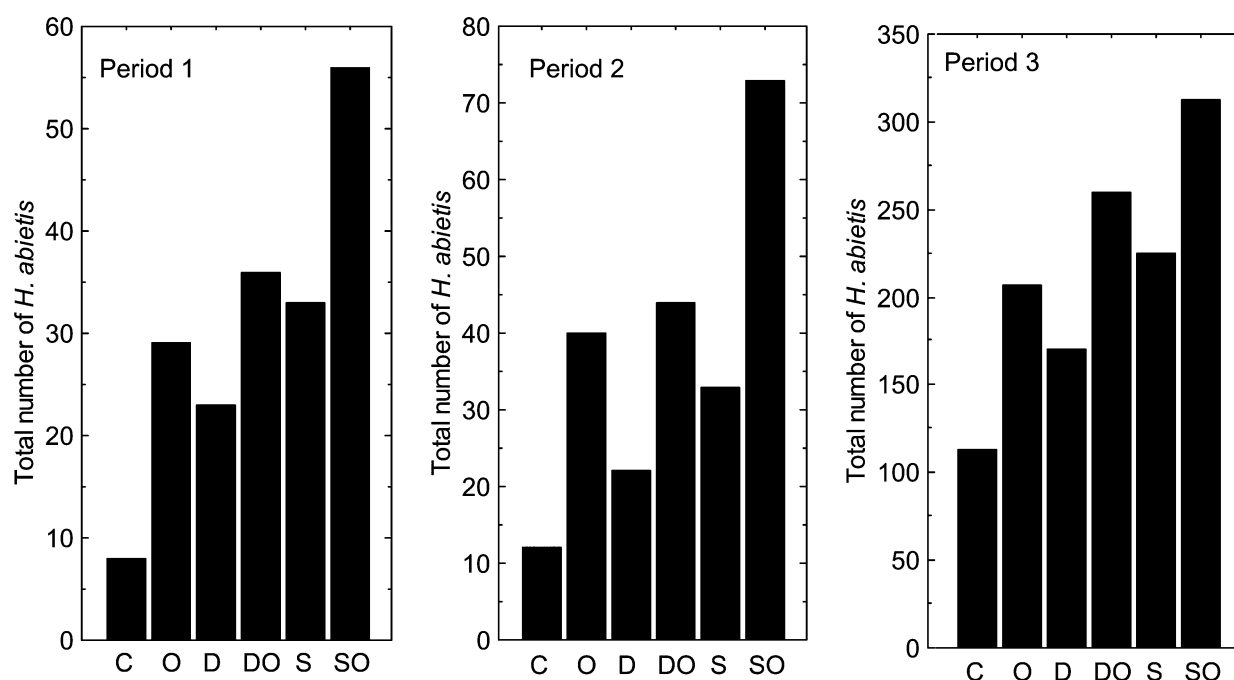 Period 1
Total number of H. abietis
60
50
40
30
20
10
0
C O D DO S SO
Period 2
Total number of H. abietis
80
70
60
50
40
30
20
10
0
C O D DO S SO
Period 3
Total number of H. abietis
350
300
250
200
150
100
50
0
C O D DO S SO